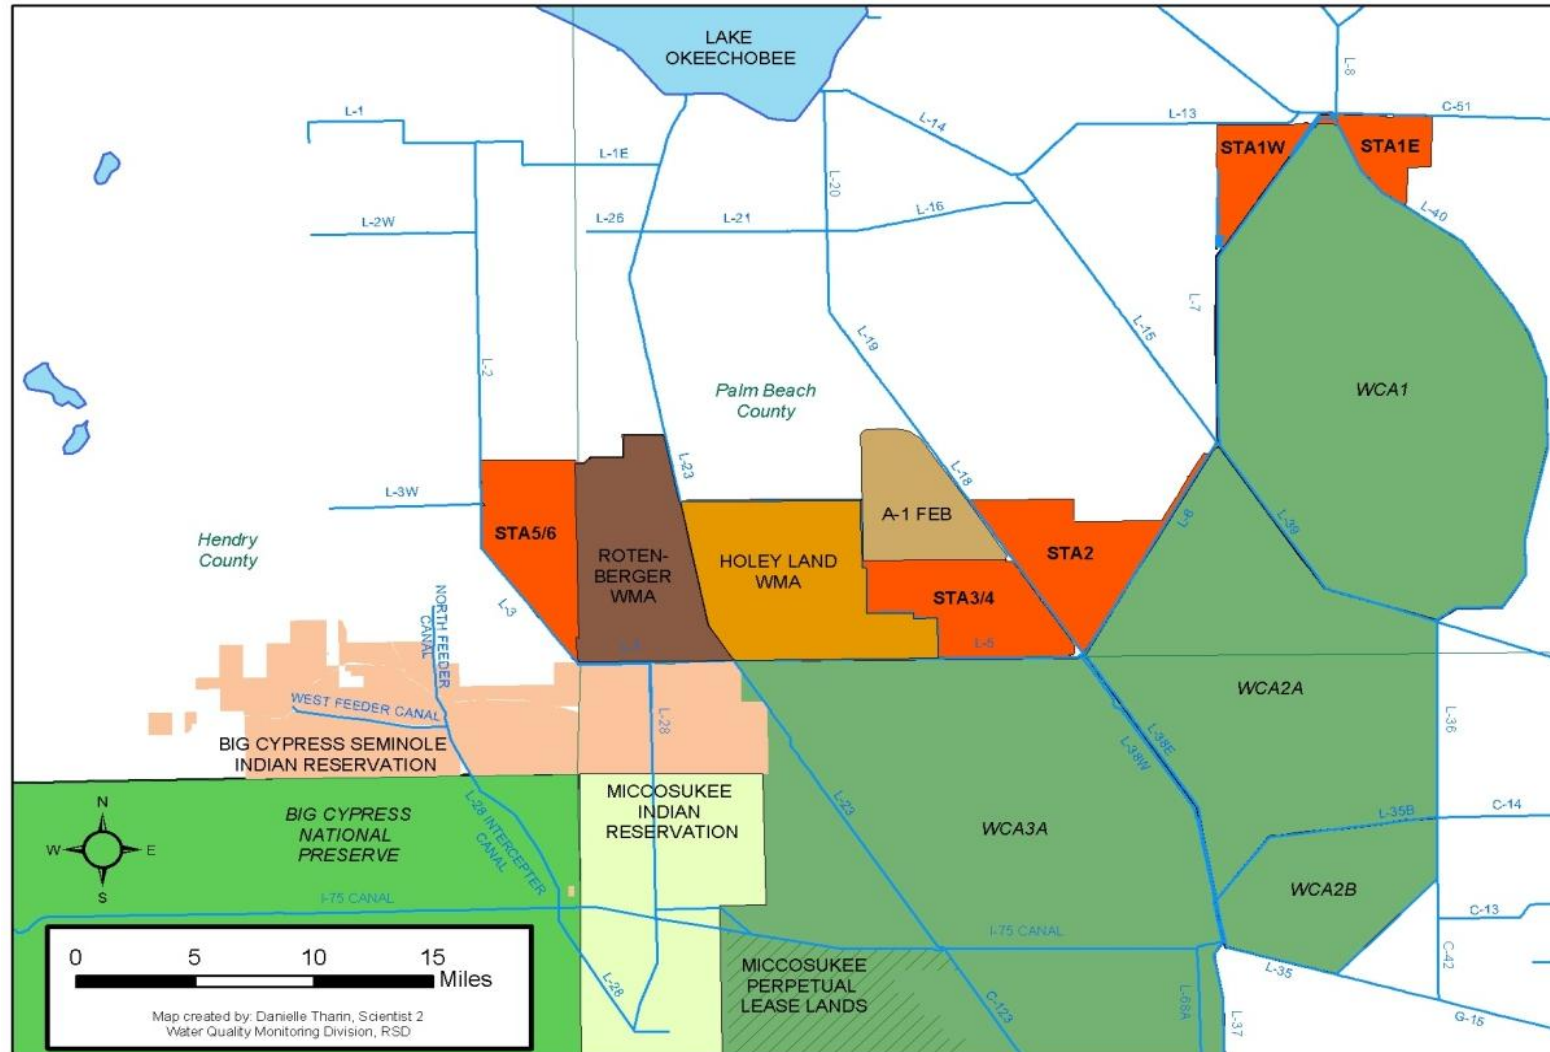 LAKE
OKEECHOBEE
L-8
C-51
L-1
L-14
L-13
STA1W
STA1E
L-1E
L-20
L-2W
L-26
L-21
L-16
L-40
L-7
L-15
L-19
L-2
Palm Beach
County
WCA1
L-23
L-18
L-3W
A-1 FEB
L-6
L-39
Hendry
County
STA5/6
ROTEN-
BERGER
WMA
HOLEY LAND
WMA
STA2
STA3/4
L-3
NORTH FEEDER
CANAL
L-5
WEST FEEDER CANAL
L-28
WCA2A
L-36
BIG CYPRESS SEMINOLE
INDIAN RESERVATION
L-38E
L-38W
MICCOSUKEE
INDIAN
RESERVATION
N
W
E
S
BIG CYPRESS
NATIONAL
PRESERVE
L-28 INTERCEPTER
CANAL
L-23
WCA3A
L-35B
C-14
WCA2B
I-75 CANAL
C-13
I-75 CANAL
0 5 10 15
Miles
L-28
MICCOSUKEE
PERPETUAL
LEASE LANDS
C-123
L-68A
L-37
L-35
C-42
G-15
Map created by: Danielle Tharin, Scientist 2
Water Quality Monitoring Division, RSD